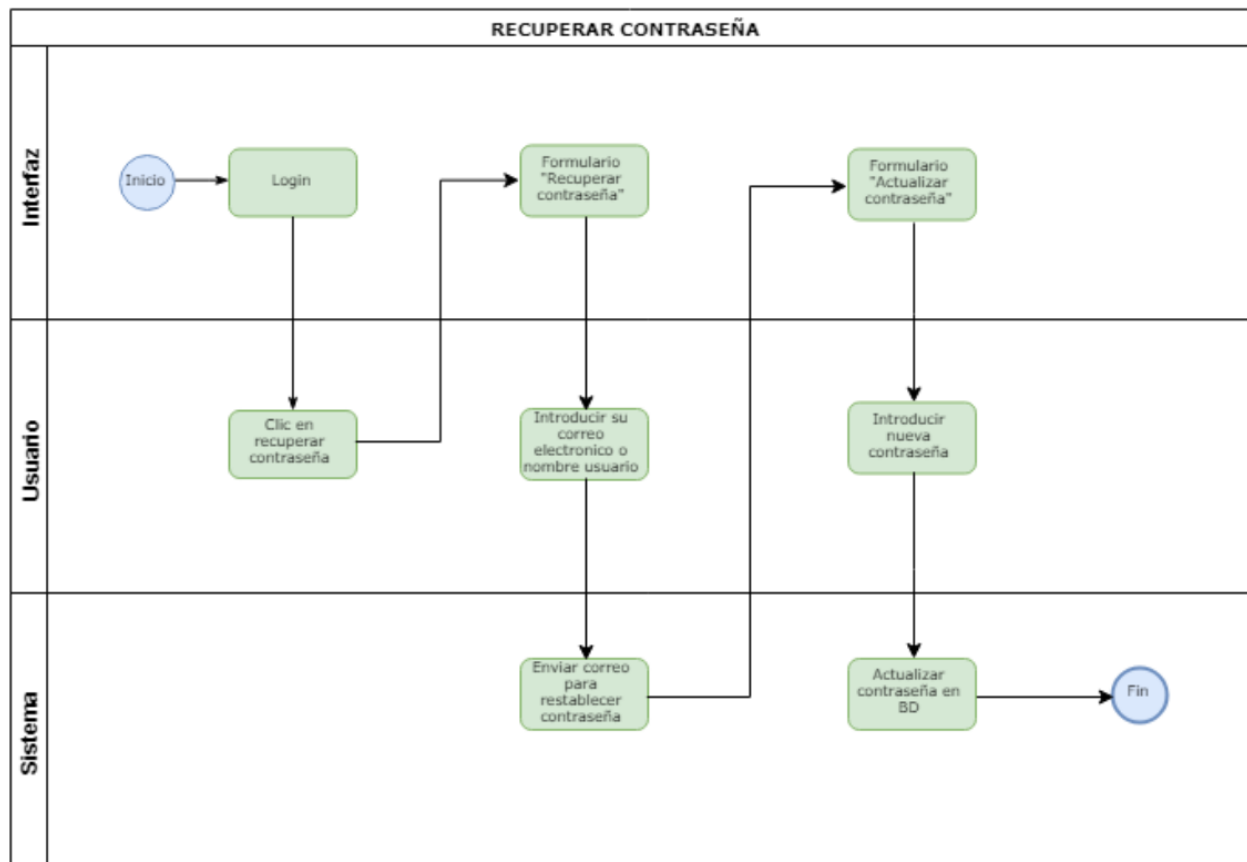 RECUPERAR CONTRASEÑA
Interfaz
Inicio
Login
Formulario
"Recuperar
contraseña"
Formulario
"Actualizar
contraseña"
Usuario
Clic en
recuperar
contraseña
Introducir su
correo
electronico o
nombre usuario
Introducir
nueva
contraseña
Sistema
Enviar correo
para
restablecer
contraseña
Actualizar
contraseña en
BD
Fin